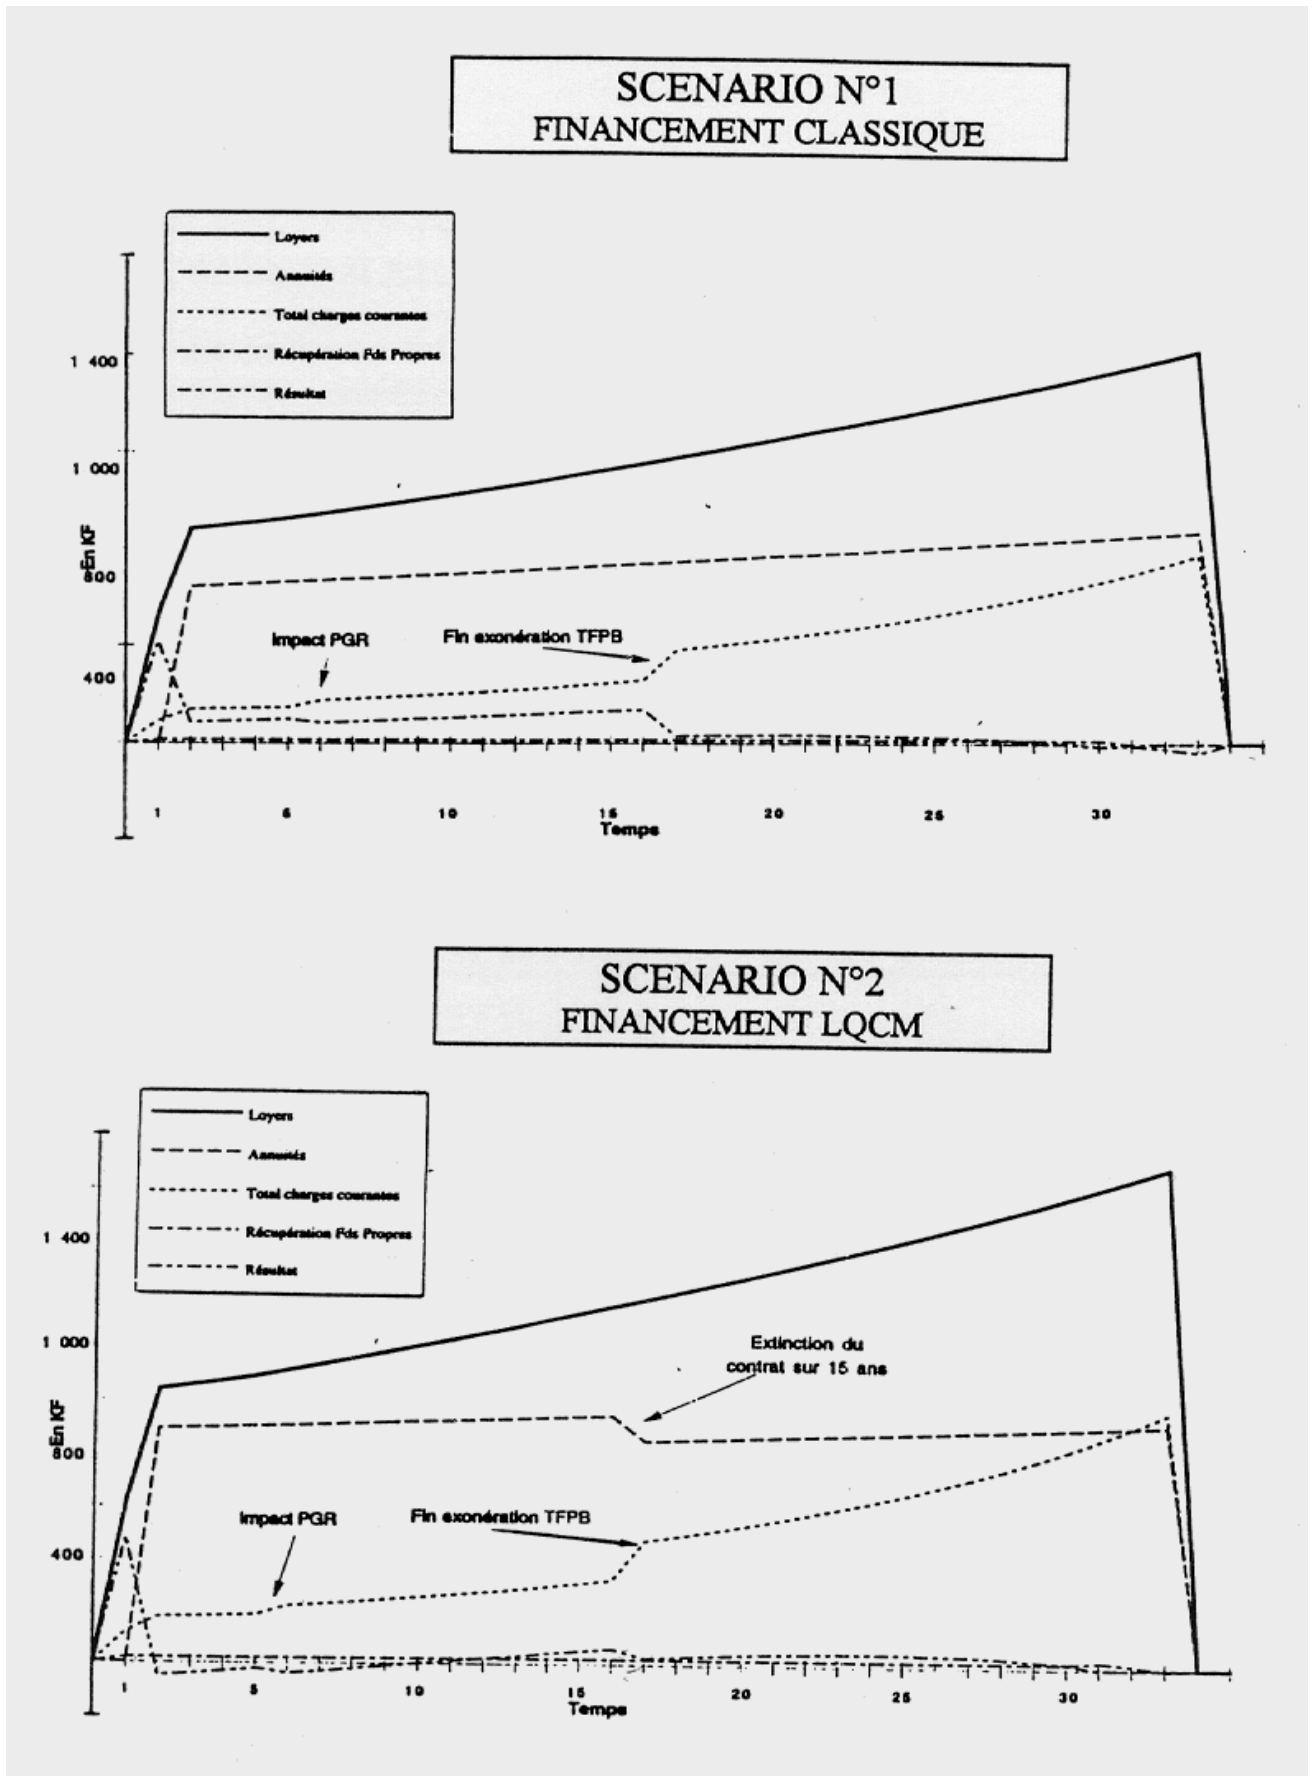 SCENARIO N°1
FINANCEMENT CLASSIQUE
Loyers
Annuités
Total charges courantes
Récupération Fds Propres
Résultat
1 400
1 000
En KF
800
400
Impact PGR
Fin exonération TFPB
1 5 10 15 20 25 30
Temps
SCENARIO N°2
FINANCEMENT LQCM
Loyers
Annuités
Total charges courantes
Récupération Fds Propres
Résultat
1 400
1 000
En KF
800
400
Extinction du
contrat sur 15 ans
Impact PGR
Fin exonération TFPB
1 5 10 15 20 25 30
Temps